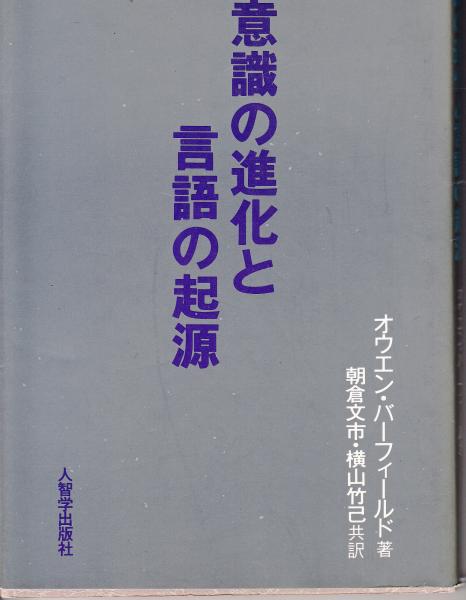 意識の進化と
言語の起源
オウエン・バーフィールド著
朝倉文市・横山竹己共訳
人智学出版社